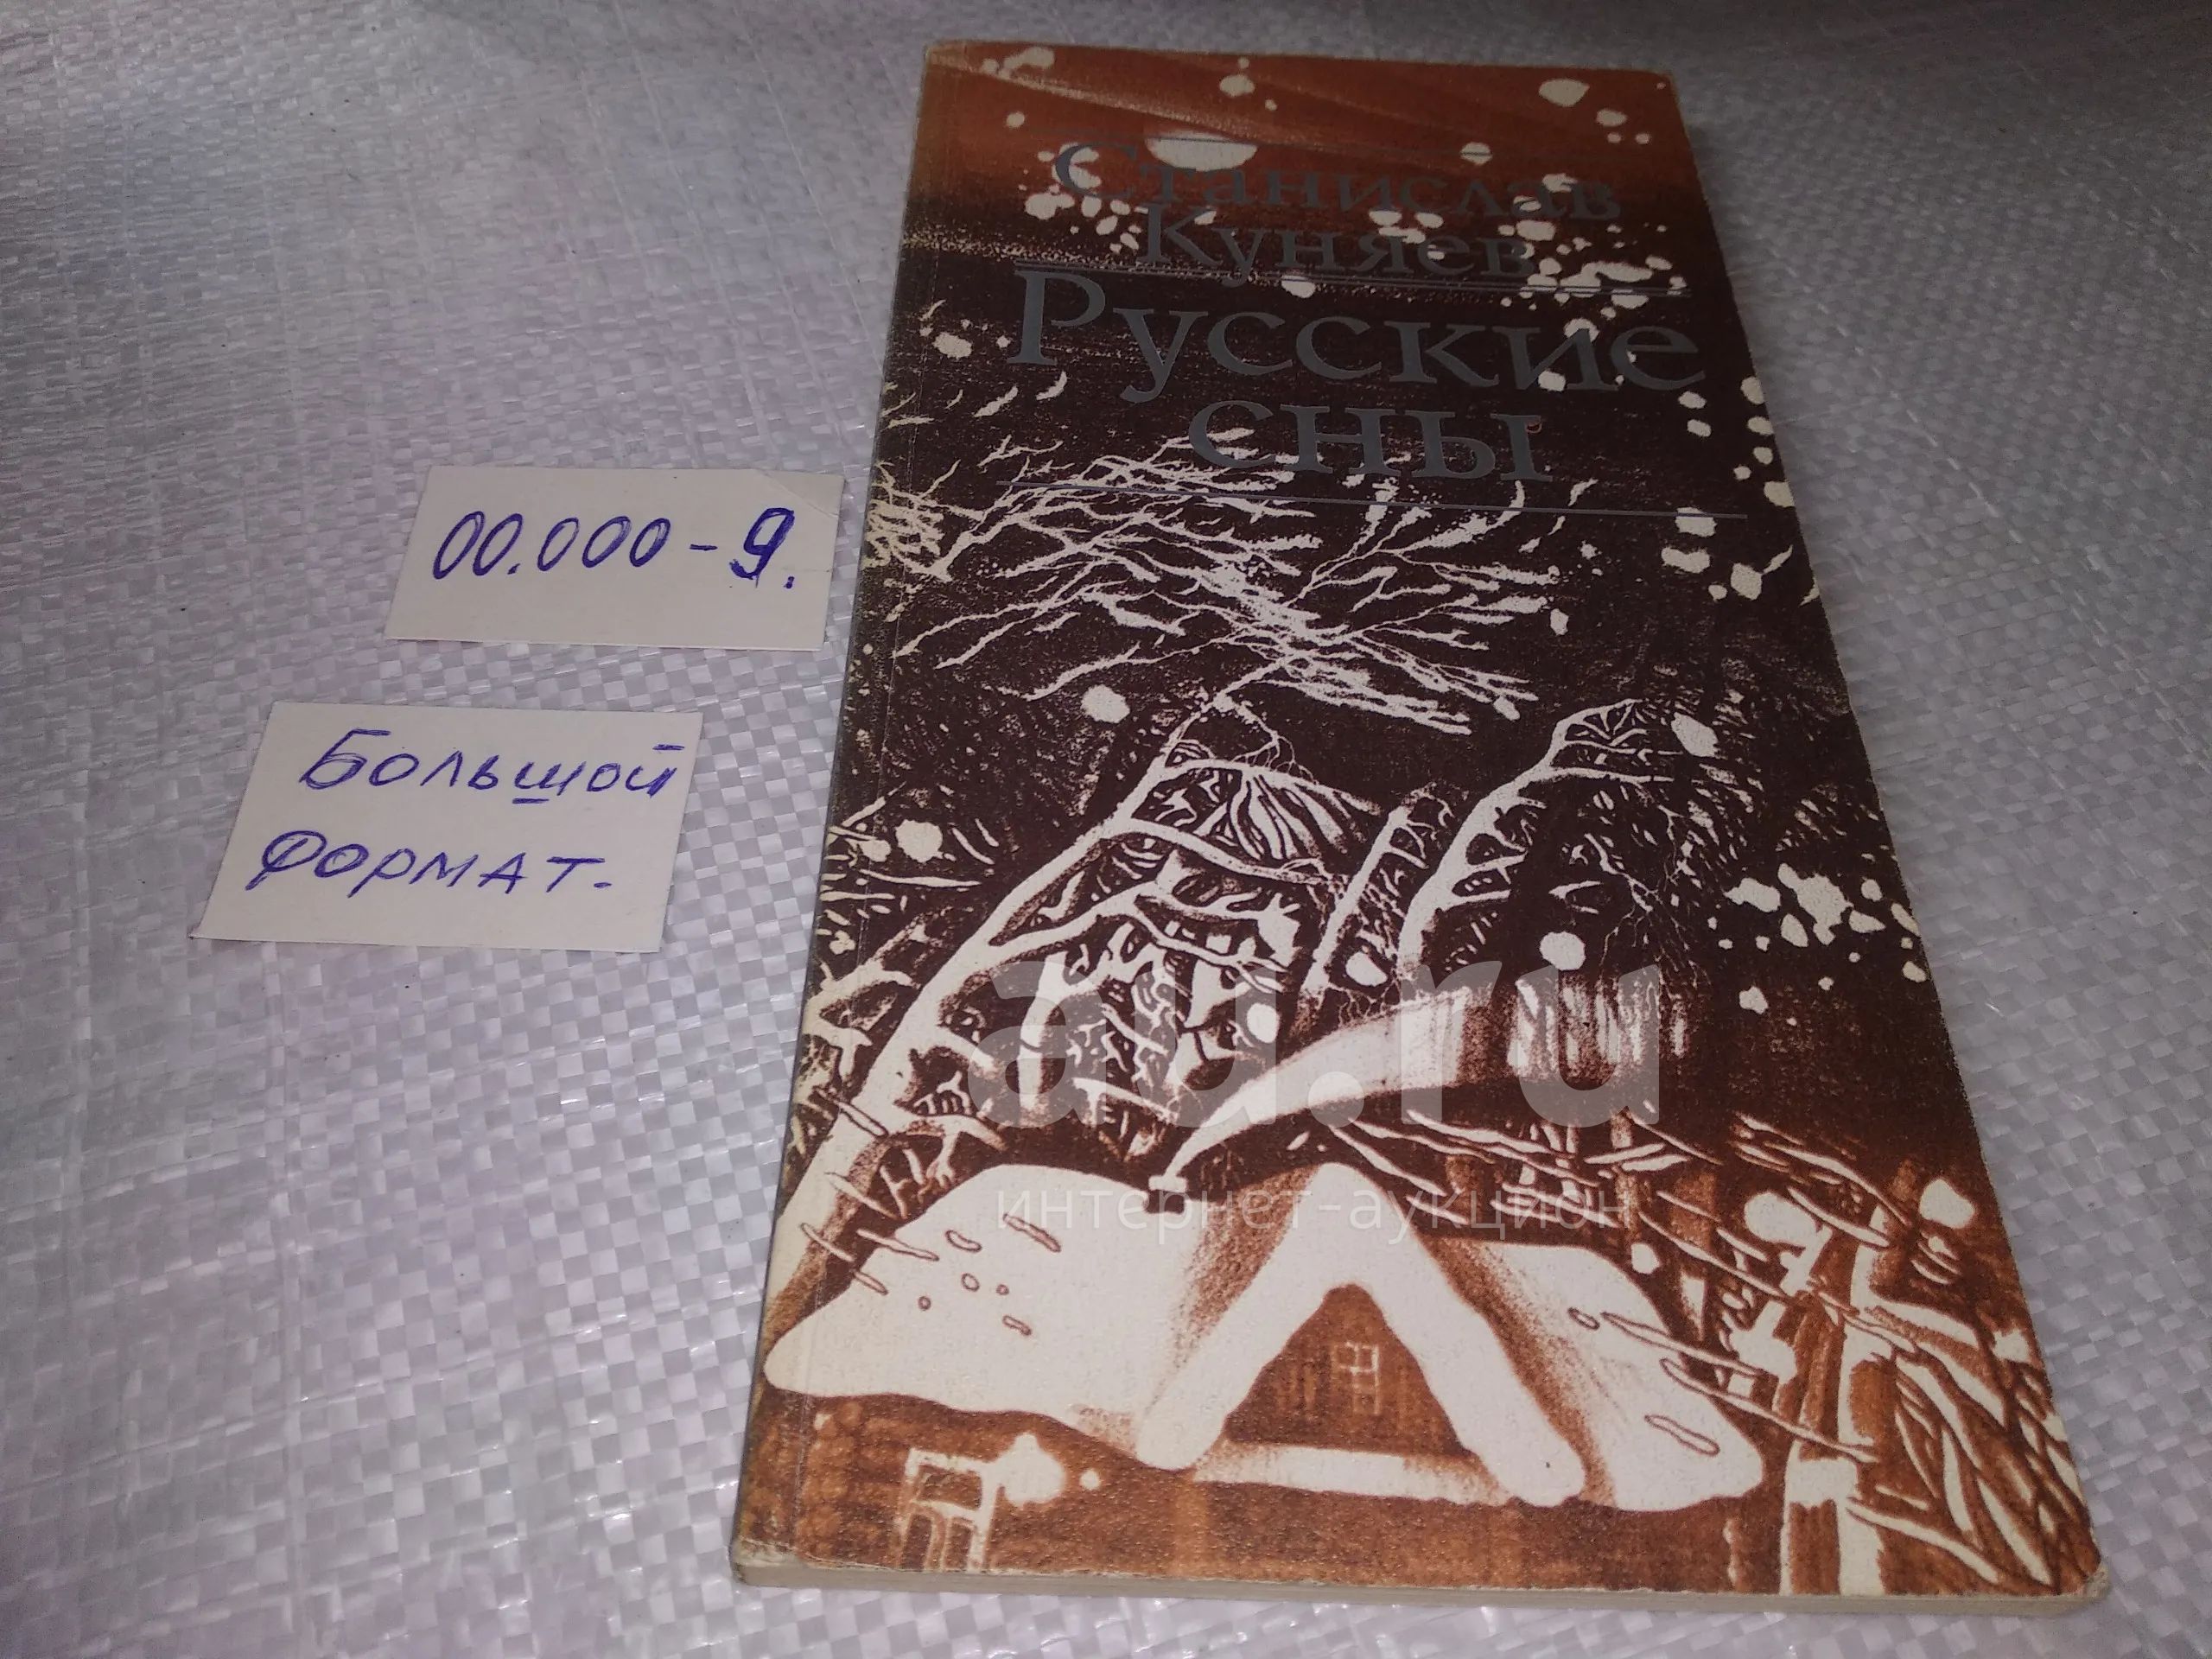 Станислав
Куняев
Русские
сны
00.000-9.
Большой
формат.
au.ru
интернет-аукцион